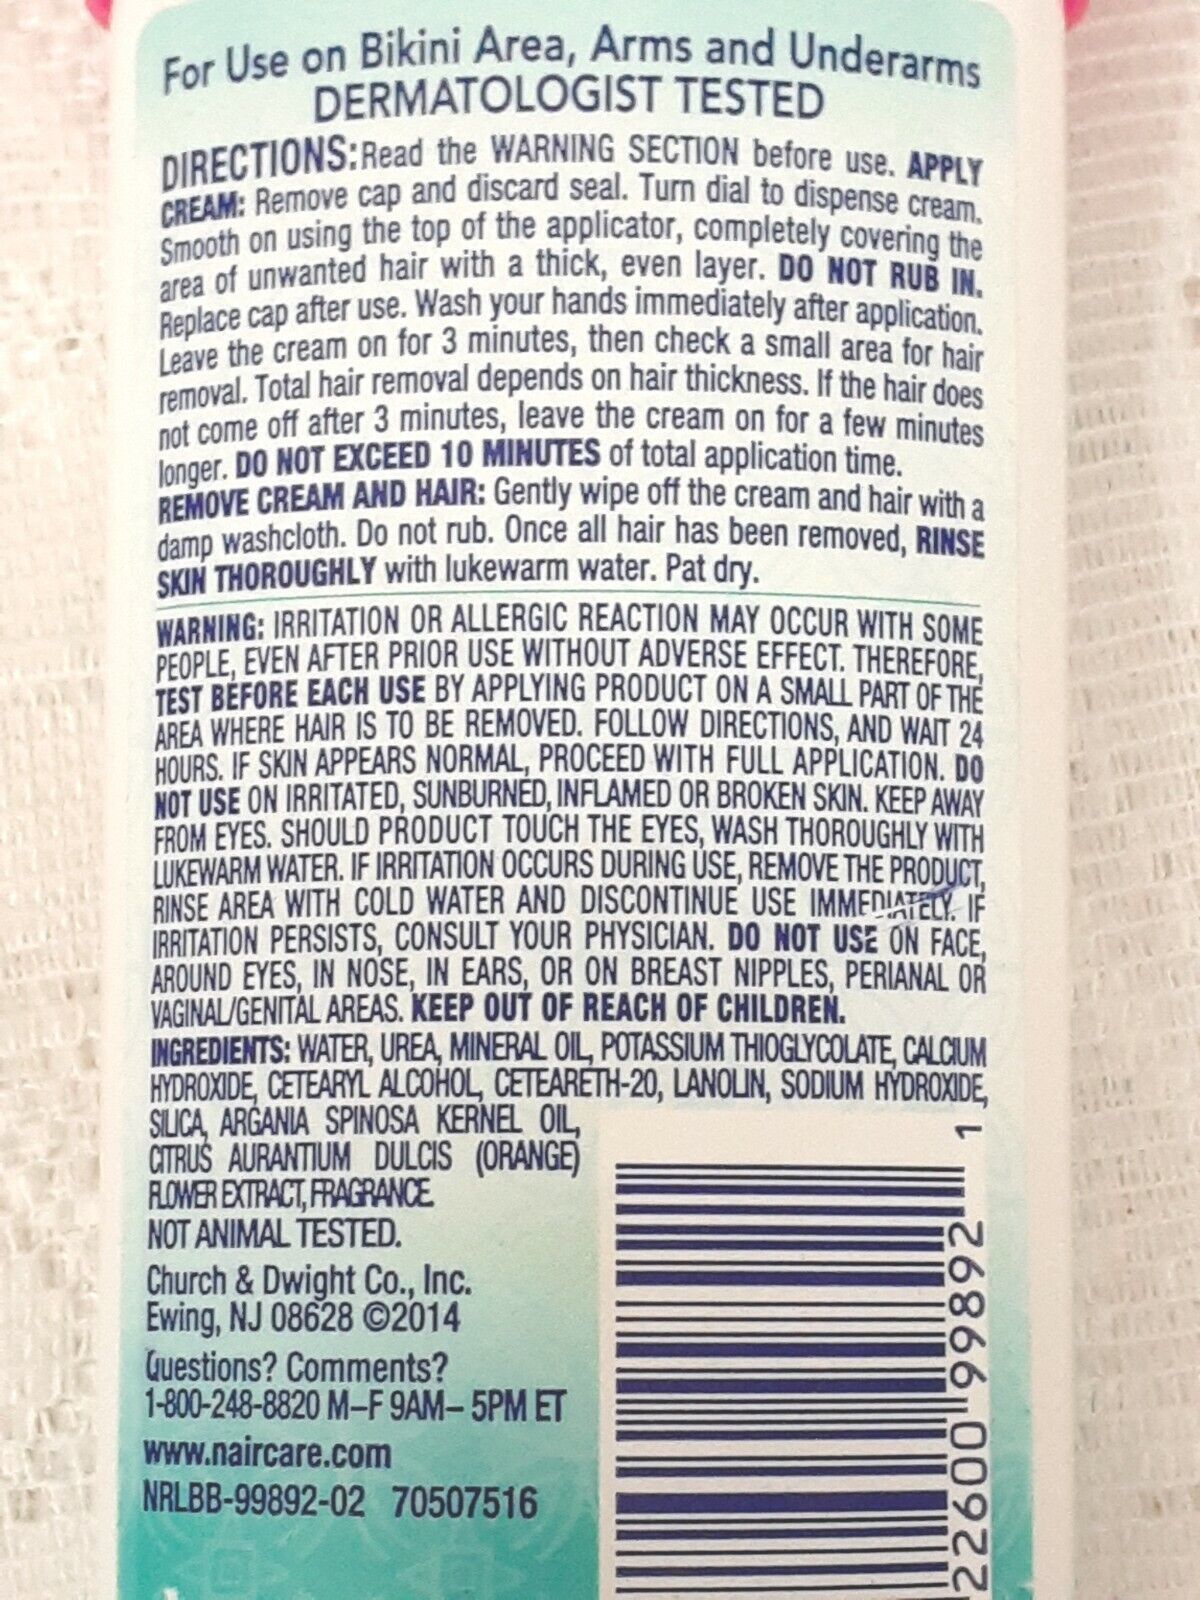 For Use on Bikini Area, Arms and Underarms
DERMATOLOGIST TESTED
DIRECTIONS: Read the WARNING SECTION before use. APPLY
CREAM: Remove cap and discard seal. Turn dial to dispense cream.
Smooth on using the top of the applicator, completely covering the
area of unwanted hair with a thick, even layer. DO NOT RUB IN.
Replace cap after use. Wash your hands immediately after application.
Leave the cream on for 3 minutes, then check a small area for hair
removal. Total hair removal depends on hair thickness. If the hair does
not come off after 3 minutes, leave the cream on for a few minutes
longer. DO NOT EXCEED 10 MINUTES of total application time.
REMOVE CREAM AND HAIR: Gently wipe off the cream and hair with a
damp washcloth. Do not rub. Once all hair has been removed, RINSE
SKIN THOROUGHLY with lukewarm water. Pat dry.
WARNING: IRRITATION OR ALLERGIC REACTION MAY OCCUR WITH SOME
PEOPLE, EVEN AFTER PRIOR USE WITHOUT ADVERSE EFFECT. THEREFORE,
TEST BEFORE EACH USE BY APPLYING PRODUCT ON A SMALL PART OF THE
AREA WHERE HAIR IS TO BE REMOVED. FOLLOW DIRECTIONS, AND WAIT 24
HOURS. IF SKIN APPEARS NORMAL, PROCEED WITH FULL APPLICATION. DO
NOT USE ON IRRITATED, SUNBURNED, INFLAMED OR BROKEN SKIN. KEEP AWAY
FROM EYES. SHOULD PRODUCT TOUCH THE EYES, WASH THOROUGHLY WITH
LUKEWARM WATER. IF IRRITATION OCCURS DURING USE, REMOVE THE PRODUCT,
RINSE AREA WITH COLD WATER AND DISCONTINUE USE IMMEDIATELY. IF
IRRITATION PERSISTS, CONSULT YOUR PHYSICIAN. DO NOT USE ON FACE,
AROUND EYES, IN NOSE, IN EARS, OR ON BREAST NIPPLES, PERIANAL OR
VAGINAL/GENITAL AREAS. KEEP OUT OF REACH OF CHILDREN.
INGREDIENTS: WATER, UREA, MINERAL OIL, POTASSIUM THIOGLYCOLATE, CALCIUM
HYDROXIDE, CETEARYL ALCOHOL, CETEARETH-20, LANOLIN, SODIUM HYDROXIDE,
SILICA, ARGANIA SPINOSA KERNEL OIL,
CITRUS AURANTIUM DULCIS (ORANGE)
FLOWER EXTRACT, FRAGRANCE.
NOT ANIMAL TESTED.
Church & Dwight Co., Inc.
Ewing, NJ 08628 ©2014
Questions? Comments?
1-800-248-8820 M–F 9AM– 5PM ET
www.naircare.com
NRLBB-99892-02 70507516
22600 99892 1